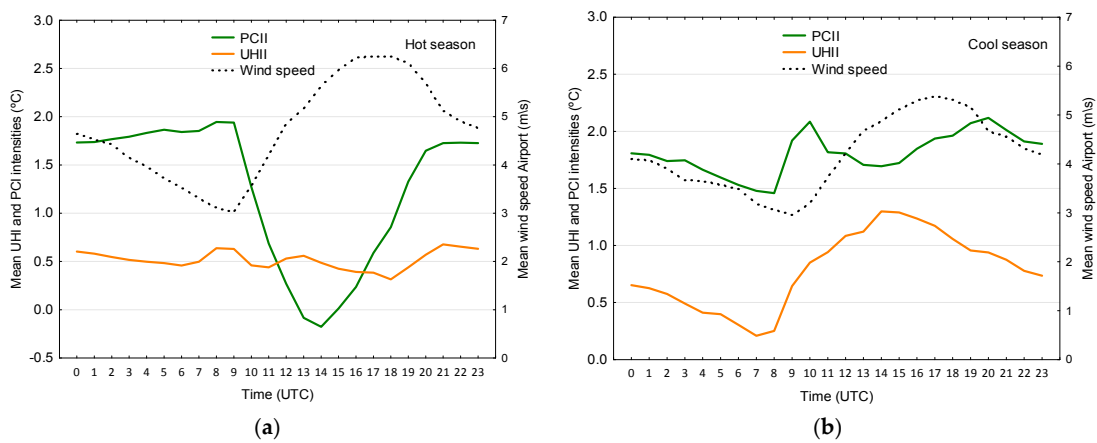 3.0
2.5
2.0
1.5
1.0
0.5
0.0
-0.5
Mean UHI and PCI intensities (°C)
PCII
UHII
Wind speed
Hot season
7
6
5
4
3
2
1
0
Mean wind speed Airport (m\s)
0 1 2 3 4 5 6 7 8 9 10 11 12 13 14 15 16 17 18 19 20 21 22 23
Time (UTC)
(a)
3.0
2.5
2.0
1.5
1.0
0.5
0.0
Mean UHI and PCI intensities (°C)
PCII
UHII
Wind speed
Cool season
7
6
5
4
3
2
1
0
Mean wind speed Airport (m\s)
0 1 2 3 4 5 6 7 8 9 10 11 12 13 14 15 16 17 18 19 20 21 22 23
Time (UTC)
(b)